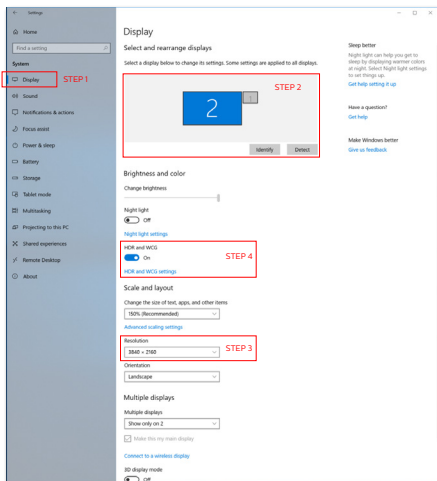 Settings
Home
Find a setting
System
Display
STEP 1
Sound
Notifications & actions
Focus assist
Power & sleep
Battery
Storage
Tablet mode
Multitasking
Projecting to this PC
Shared experiences
Remote Desktop
About
Display
Select and rearrange displays
Select a display below to change its settings. Some settings are applied to all displays.
STEP 2
2
1
Identify
Detect
Brightness and color
Change brightness
Night light
Off
Night light settings
HDR and WCG
On
STEP 4
HDR and WCG settings
Scale and layout
Change the size of text, apps, and other items
150% (Recommended)
Advanced scaling settings
Resolution
3840 × 2160
STEP 3
Orientation
Landscape
Multiple displays
Multiple displays
Show only on 2
Make this my main display
Connect to a wireless display
3D display mode
Off
Sleep better
Night light can help you get to
sleep by displaying warmer colors
at night. Select Night light settings
to set things up.
Get help setting it up
Have a question?
Get help
Make Windows better
Give us feedback